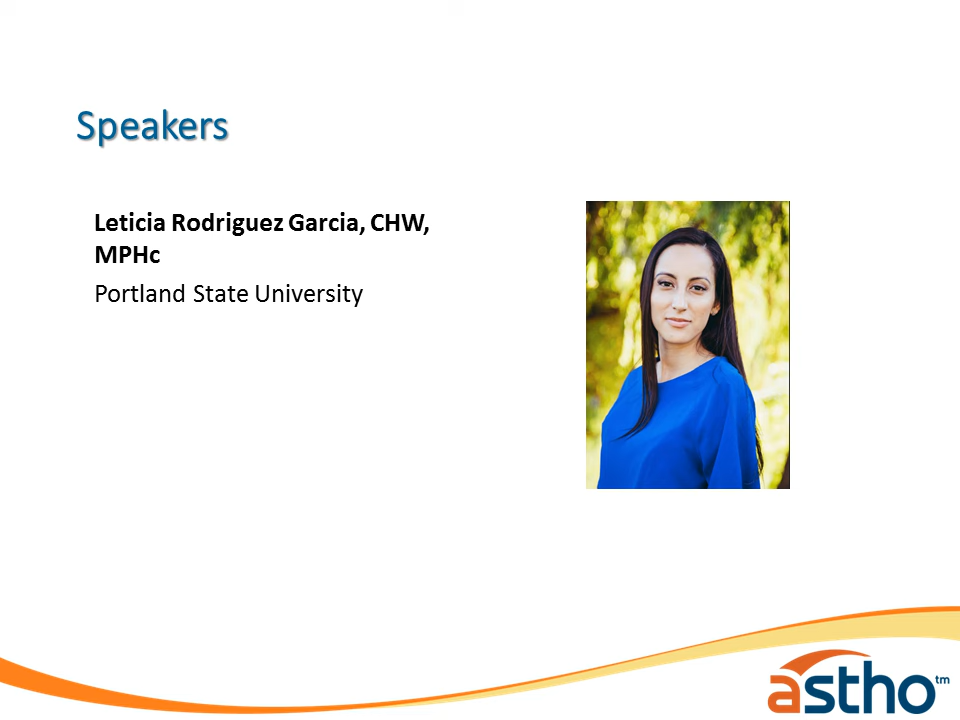 Speakers
Leticia Rodriguez Garcia, CHW,
MPHc
Portland State University
astho™